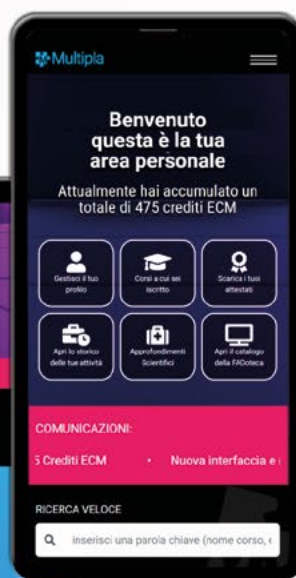 Multipla
Benvenuto
questa è la tua
area personale
Attualmente hai accumulato un
totale di 475 crediti ECM
Gestisci il tuo
profilo
Corsi a cui sei
iscritto
Scarica i tuoi
attestati
Apri lo storico
delle tue attività
Approfondimenti
Scientifici
Apri il catalogo
della FADoteca
COMUNICAZIONI:
5 Crediti ECM · Nuova interfaccia e
RICERCA VELOCE
inserisci una parola chiave (nome corso,